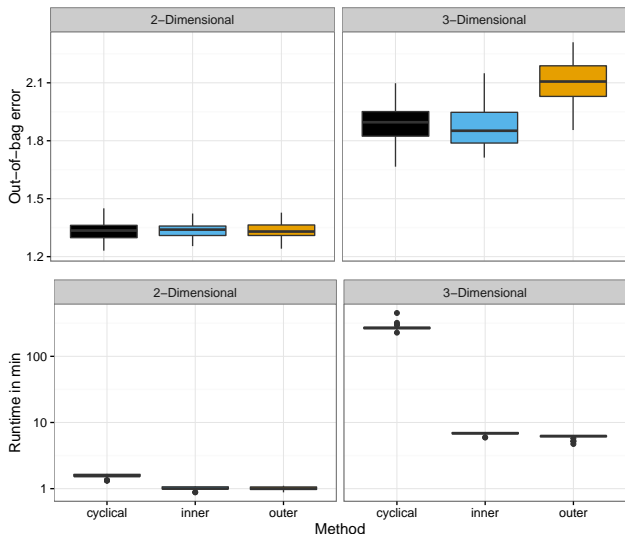 2−Dimensional
3−Dimensional
Out−of−bag error
2.1
1.8
1.5
1.2
2−Dimensional
3−Dimensional
Runtime in min
100
10
1
cyclical
inner
outer
cyclical
inner
outer
Method